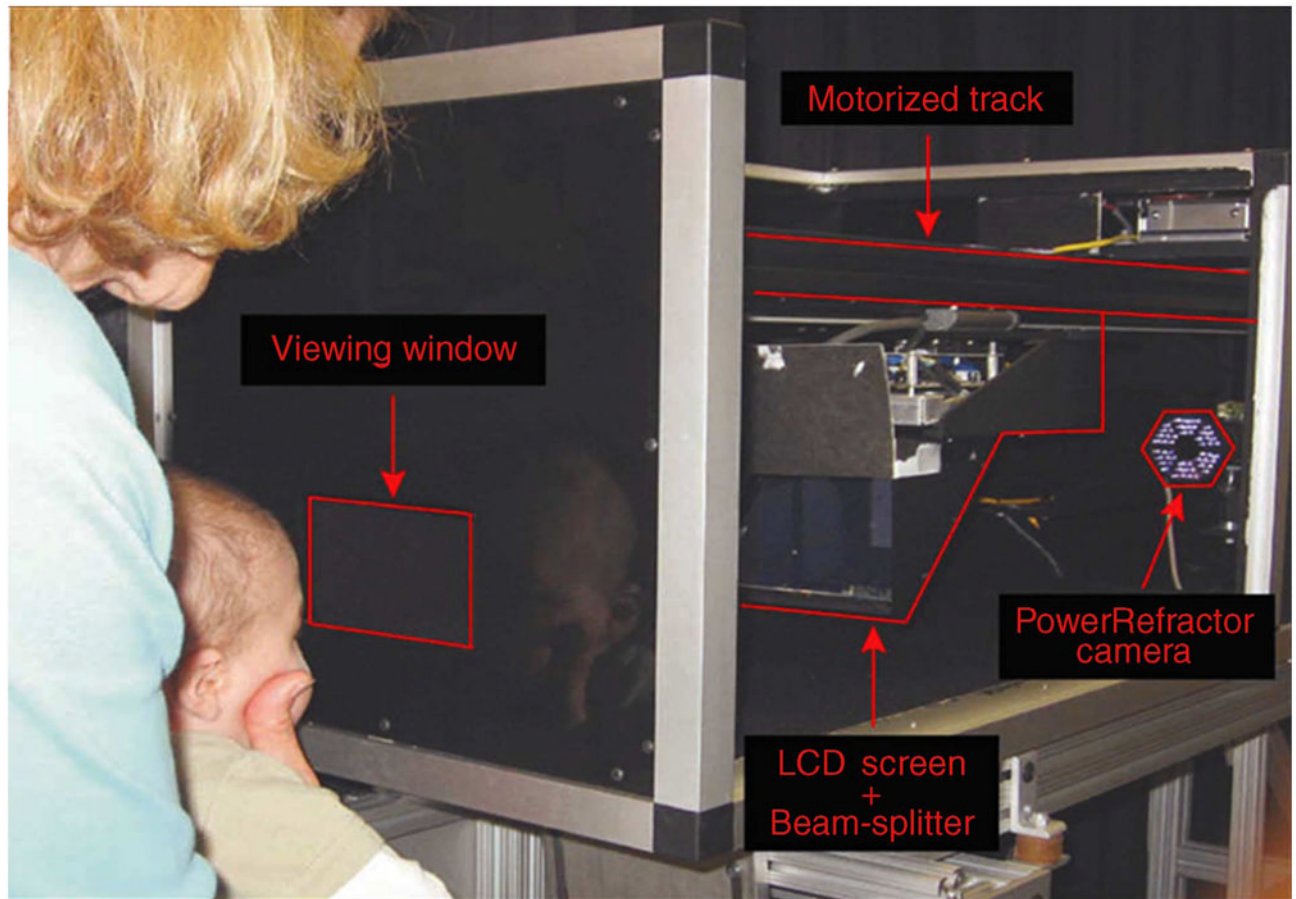 Motorized track
Viewing window
PowerRefractor
camera
LCD screen
+
Beam-splitter